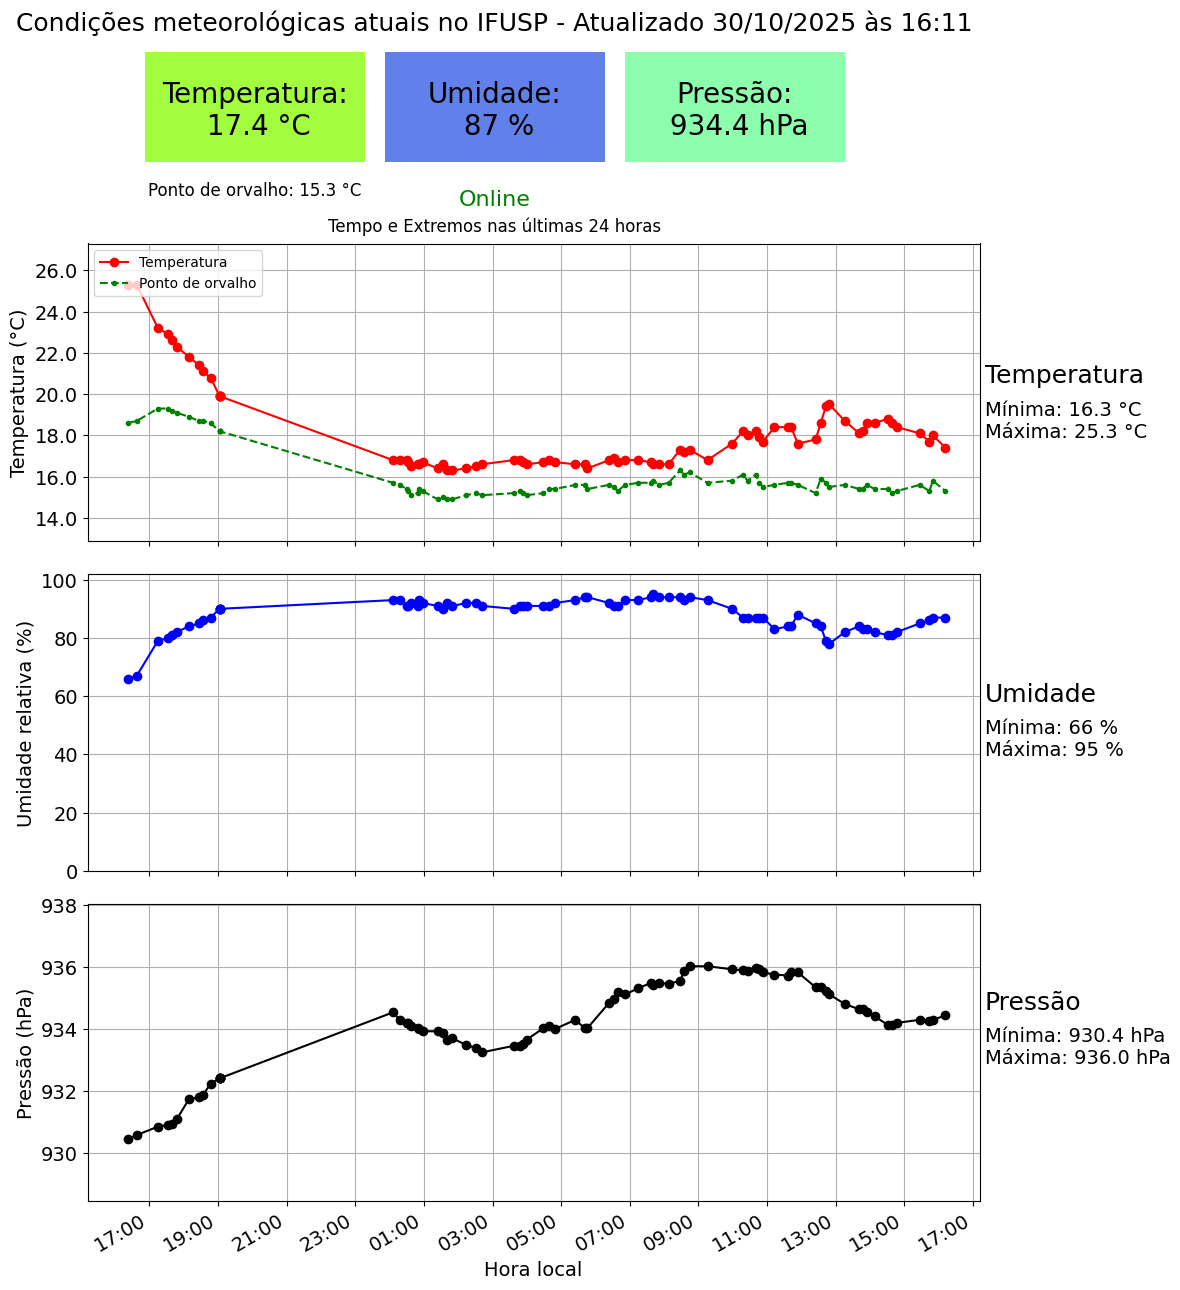 Condições meteorológicas atuais no IFUSP - Atualizado 30/10/2025 às 16:11
Temperatura:
17.4 °C
Umidade:
87 %
Pressão:
934.4 hPa
Ponto de orvalho: 15.3 °C
Online
Tempo e Extremos nas últimas 24 horas
Temperatura
Ponto de orvalho
Temperatura (°C)
26.0
24.0
22.0
20.0
18.0
16.0
14.0
Temperatura
Mínima: 16.3 °C
Máxima: 25.3 °C
Umidade relativa (%)
100
80
60
40
20
0
Umidade
Mínima: 66 %
Máxima: 95 %
Pressão (hPa)
938
936
934
932
930
Pressão
Mínima: 930.4 hPa
Máxima: 936.0 hPa
17:00 19:00 21:00 23:00 01:00 03:00 05:00 07:00 09:00 11:00 13:00 15:00 17:00
Hora local